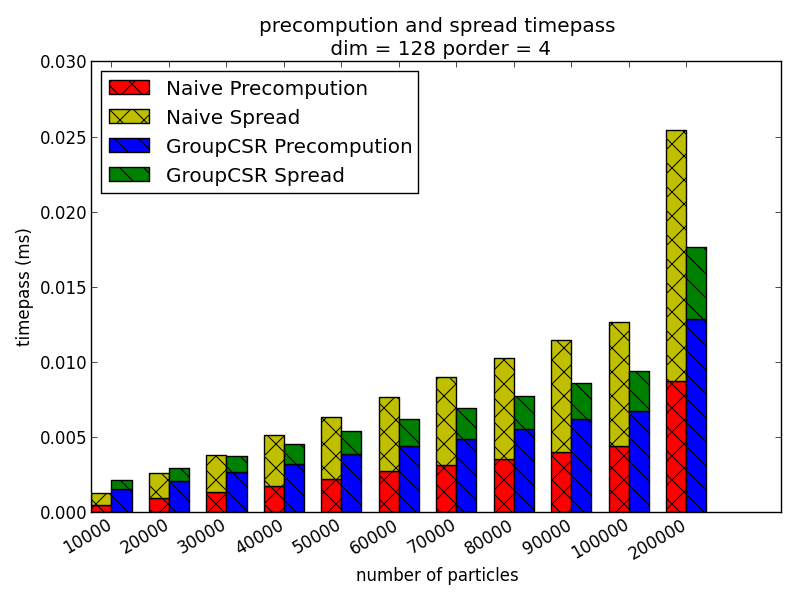 precompution and spread timepass
dim = 128 porder = 4
0.030
0.025
0.020
0.015
0.010
0.005
0.000
timepass (ms)
Naive Precompution
Naive Spread
GroupCSR Precompution
GroupCSR Spread
10000
20000
30000
40000
50000
60000
70000
80000
90000
100000
200000
number of particles